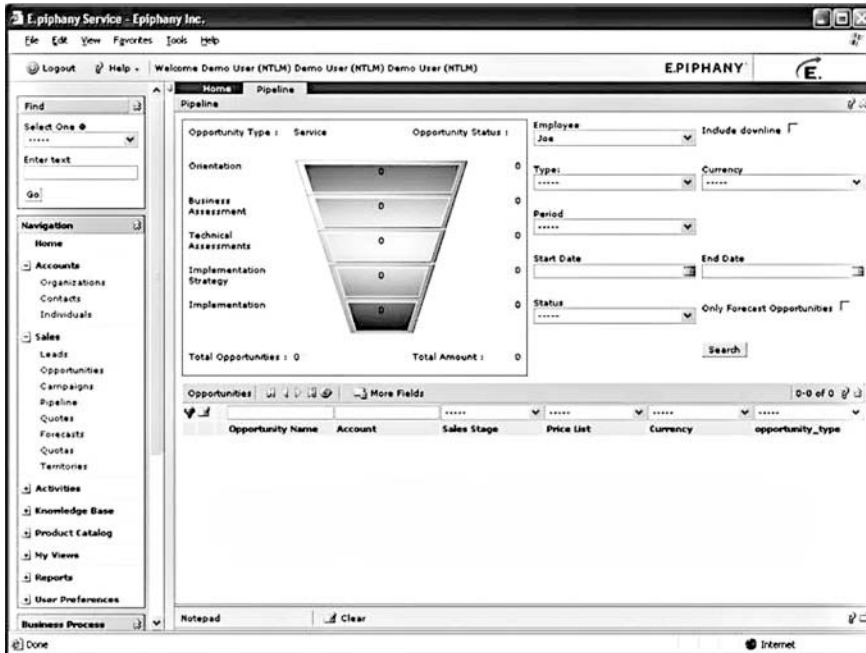 E.piphany Service - Epiphany Inc.
File Edit View Favorites Tools Help
Logout Help Welcome Demo User (NTLM) Demo User (NTLM) Demo User (NTLM)
E.PIPHANY
E.
Find
Select One
-----
Enter text
Go
Navigation
Home
Accounts
Organizations
Contacts
Individuals
Sales
Leads
Opportunities
Campaigns
Pipeline
Quotes
Forecasts
Quotas
Territories
Activities
Knowledge Base
Product Catalog
My Views
Reports
User Preferences
Business Process
Home Pipeline
Pipeline
Opportunity Type : Service Opportunity Status :
Orientation 0 0
Business Assessment 0 0
Technical Assessments 0 0
Implementation Strategy 0 0
Implementation 0 0
Total Opportunities : 0 Total Amount : 0
Employee
Joe
Include downline
Type: Currency
----- -----
Period
-----
Start Date End Date
Status
-----
Only Forecast Opportunities
Search
Opportunities More Fields 0-0 of 0
----- ----- ----- -----
Opportunity Name Account Sales Stage Price List Currency opportunity_type
Notepad Clear
Done Internet